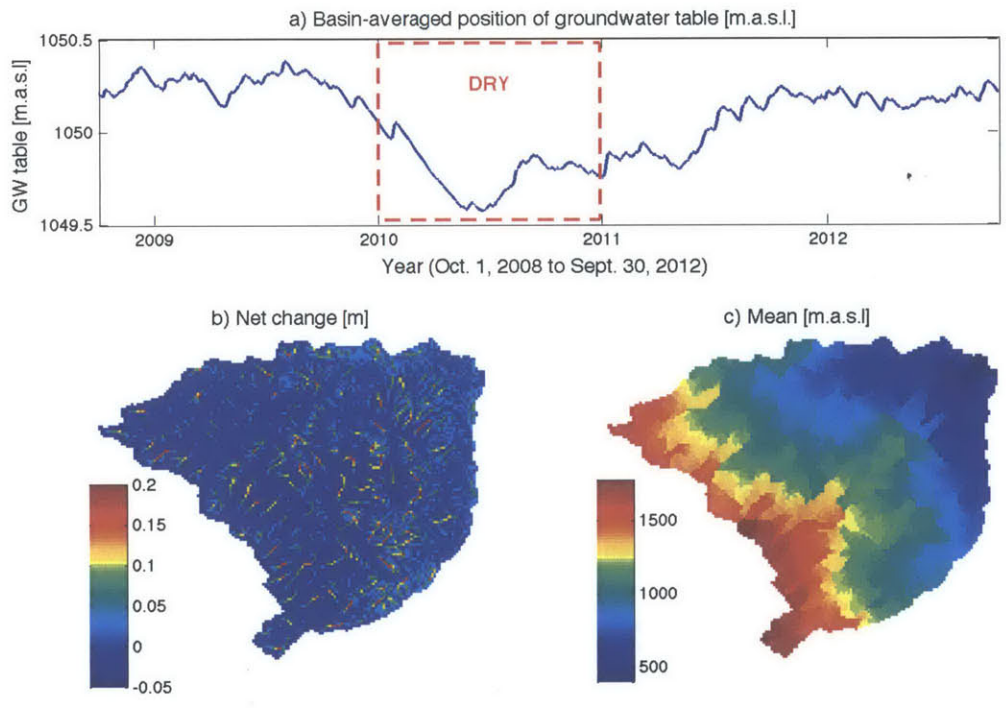 a) Basin-averaged position of groundwater table [m.a.s.l.]
1050.5
1050
1049.5
GW table [m.a.s.l]
DRY
2009 2010 2011 2012
Year (Oct. 1, 2008 to Sept. 30, 2012)
b) Net change [m]
0.2
0.15
0.1
0.05
0
-0.05
c) Mean [m.a.s.l]
1500
1000
500